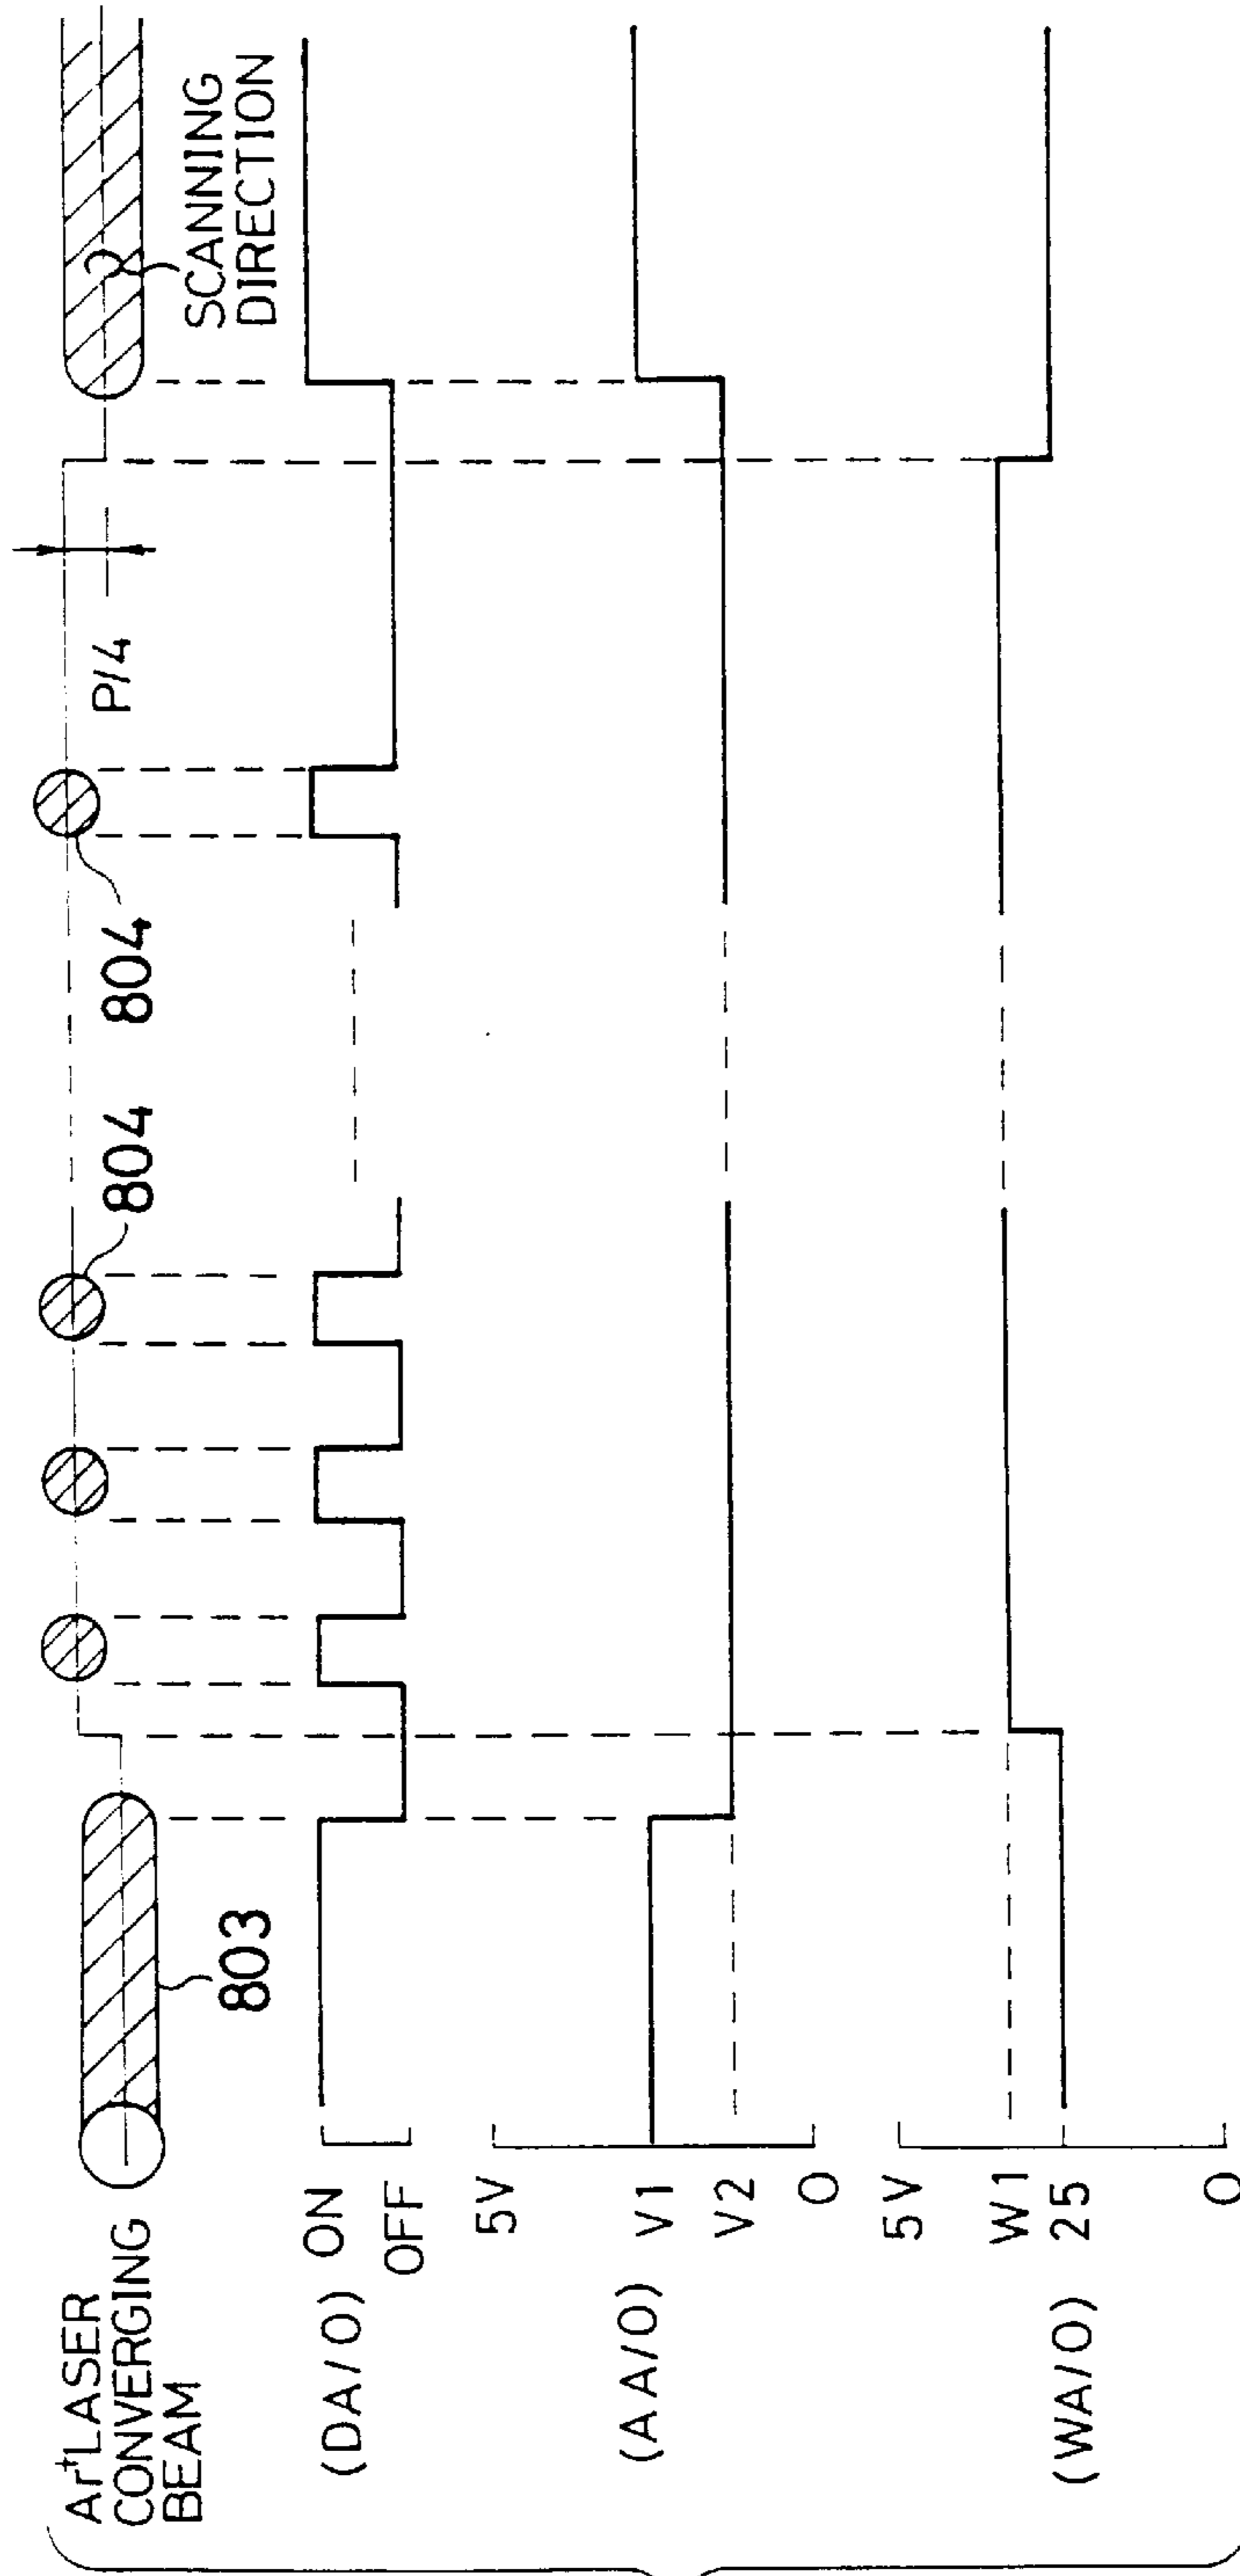 Ar⁺LASER
CONVERGING
BEAM
803
804
804
P/4
SCANNING
DIRECTION
(DA/O)
ON
OFF
(AA/O)
5V
V1
V2
0
(WA/O)
5V
W1
25
0